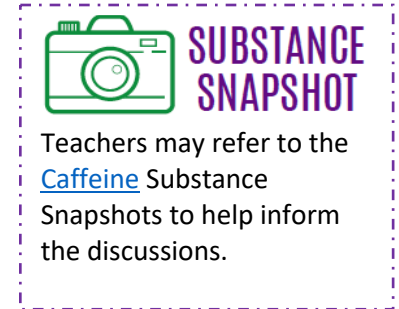 SUBSTANCE
SNAPSHOT
Teachers may refer to the
Caffeine Substance
Snapshots to help inform
the discussions.